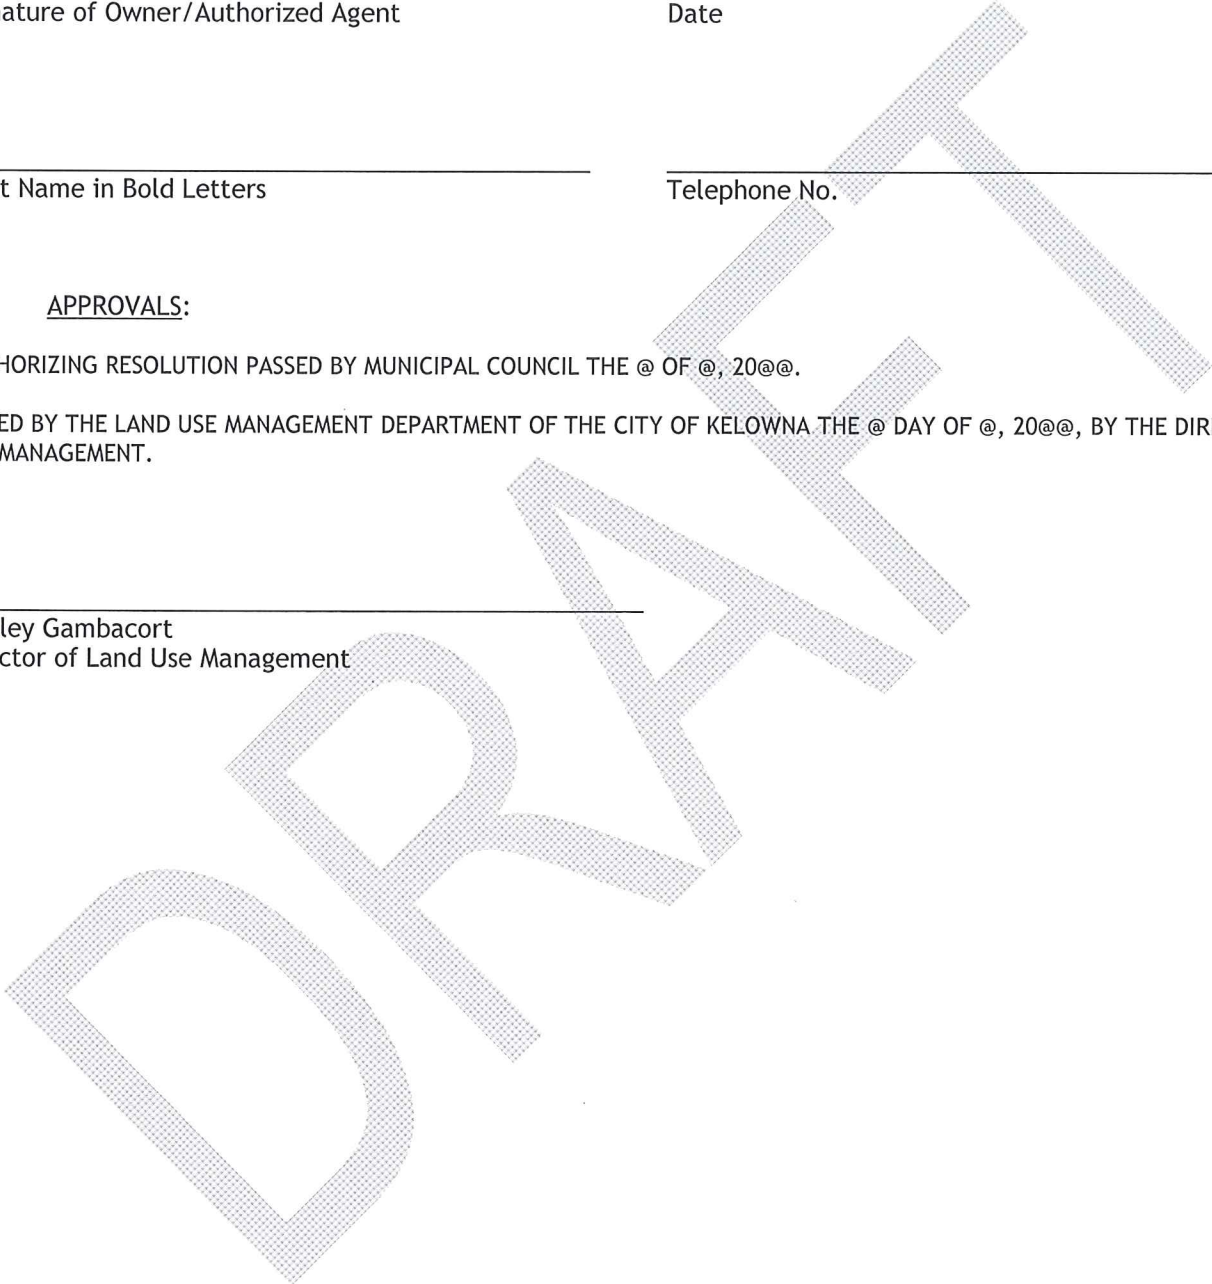 ature of Owner/Authorized Agent Date
t Name in Bold Letters Telephone No.
APPROVALS:
HORIZING RESOLUTION PASSED BY MUNICIPAL COUNCIL THE @ OF @, 20@@.
ED BY THE LAND USE MANAGEMENT DEPARTMENT OF THE CITY OF KELOWNA THE @ DAY OF @, 20@@, BY THE DIR
MANAGEMENT.
ley Gambacort
ctor of Land Use Management
DRAFT